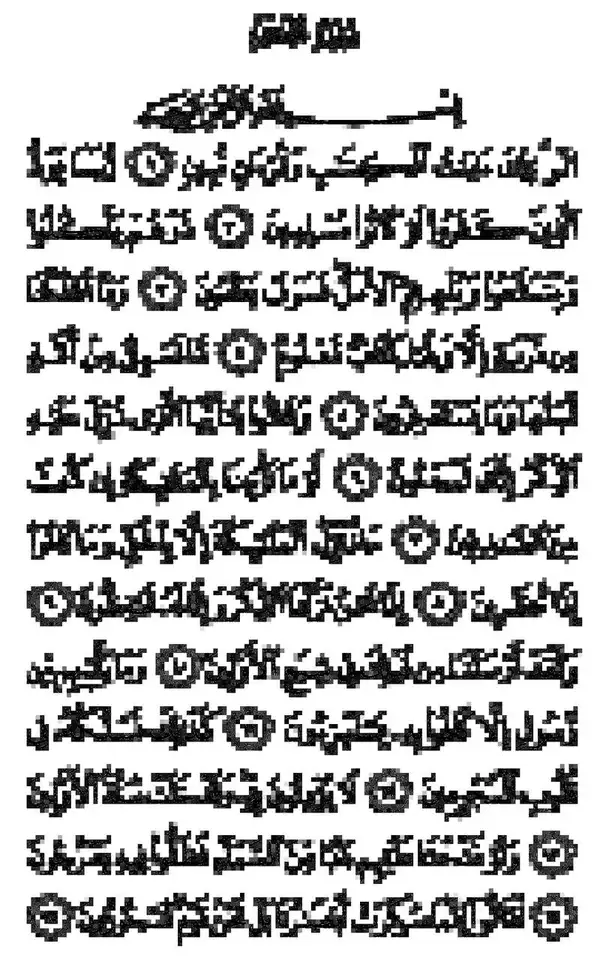 سورة الحجر
بسم الله الرحمن الرحيم
الر تلك آيات الكتاب وقرآن مبين ١ ربما يود
الذين كفروا لو كانوا مسلمين ٢ ذرهم يأكلوا
ويتمتعوا ويلههم الأمل فسوف يعلمون ٣ وما أهلكنا
من قرية إلا ولها كتاب معلوم ٤ ما تسبق من أمة
أجلها وما يستأخرون ٥ وقالوا يا أيها الذي نزل عليه
الذكر إنك لمجنون ٦ لو ما تأتينا بالملائكة إن كنت
من الصادقين ٧ ما ننزل الملائكة إلا بالحق وما كانوا
إذا منظرين ٨ إنا نحن نزلنا الذكر وإنا له لحافظون ٩
ولقد أرسلنا من قبلك في شيع الأولين ١٠ وما يأتيهم من
رسول إلا كانوا به يستهزئون ١١ كذلك نسلكه في
قلوب المجرمين ١٢ لا يؤمنون به وقد خلت سنة الأولين
١٣ ولو فتحنا عليهم بابا من السماء فظلوا فيه يعرجون
١٤ لقالوا إنما سكرت أبصارنا بل نحن قوم مسحورون ١٥